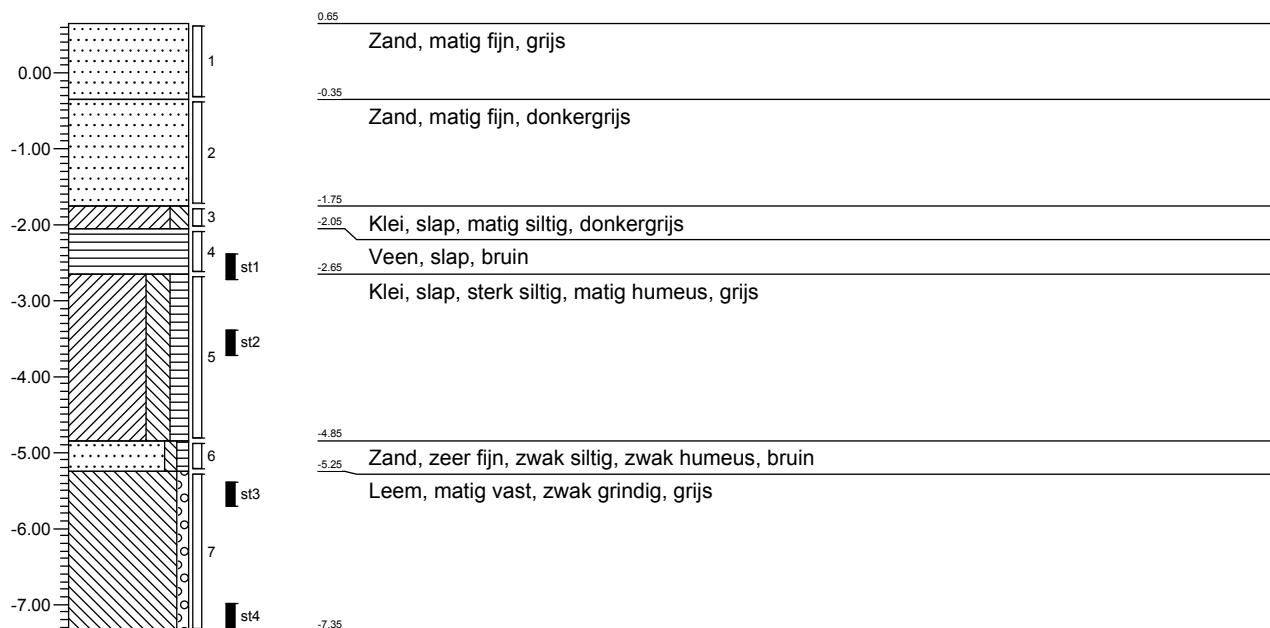 0.65
Zand, matig fijn, grijs
1
0.00
-0.35
Zand, matig fijn, donkergrijs
-1.00
2
-1.75
-2.00
3
-2.05
Klei, slap, matig siltig, donkergrijs
4
st1
Veen, slap, bruin
-2.65
Klei, slap, sterk siltig, matig humeus, grijs
-3.00
st2
5
-4.00
-4.85
-5.00
6
Zand, zeer fijn, zwak siltig, zwak humeus, bruin
-5.25
st3
Leem, matig vast, zwak grindig, grijs
-6.00
7
-7.00
st4
-7.35